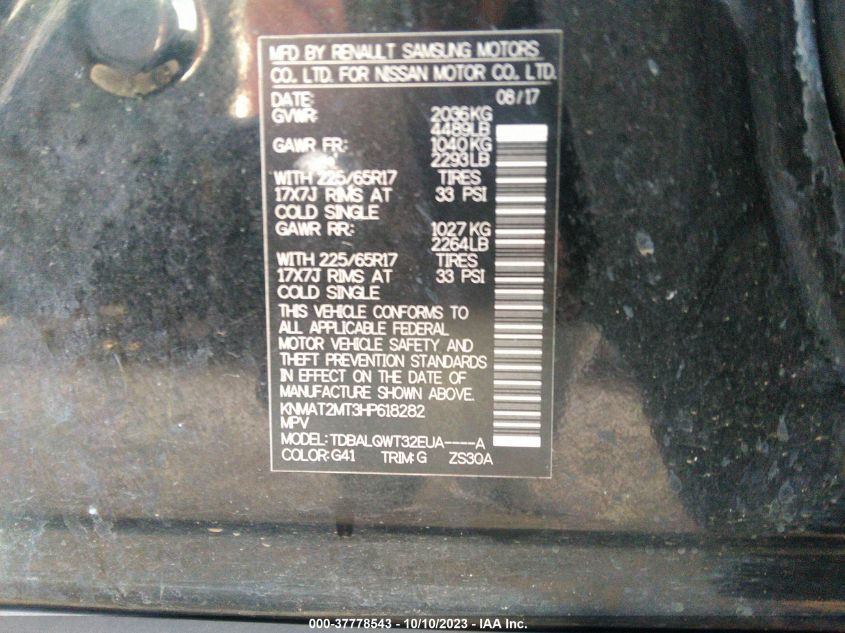 MFD BY RENAULT SAMSUNG MOTORS
CO., LTD. FOR NISSAN MOTOR CO., LTD.
DATE: 08/17
GVWR: 2036KG
4489LB
GAWR FR: 1040KG
2293LB
WITH 225/65R17 TIRES
17X7J RIMS AT 33 PSI
COLD SINGLE
GAWR RR: 1027KG
2264LB
WITH 225/65R17 TIRES
17X7J RIMS AT 33 PSI
COLD SINGLE
THIS VEHICLE CONFORMS TO
ALL APPLICABLE FEDERAL
MOTOR VEHICLE SAFETY AND
THEFT PREVENTION STANDARDS
IN EFFECT ON THE DATE OF
MANUFACTURE SHOWN ABOVE.
KNMAT2MT3HP618282
MPV
MODEL: TDBALQWT32EUA----A
COLOR: G41 TRIM: G ZS30A
000-37778543 - 10/10/2023 - IAA Inc.